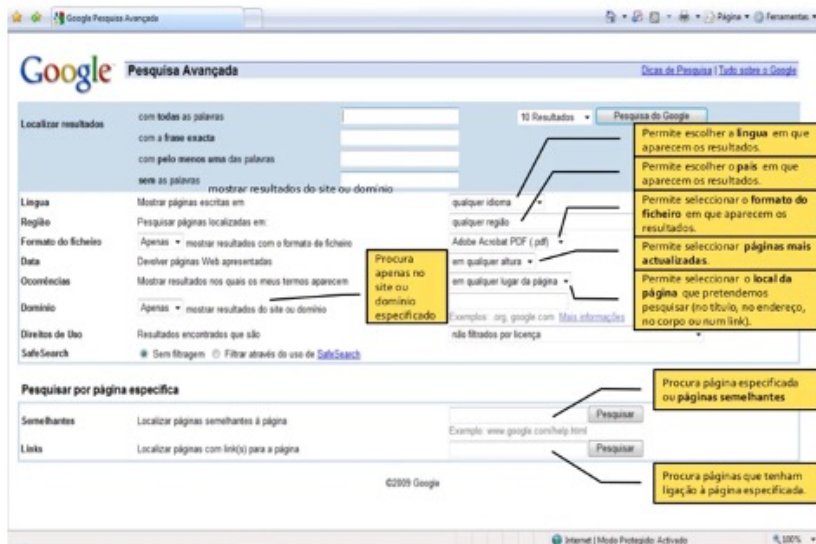 Google Pesquisa Avançada
Página
Ferramentas
Google
Pesquisa Avançada
Dicas de Pesquisa | Tudo sobre o Google
Localizar resultados
com todas as palavras
10 Resultados
Pesquisa do Google
com a frase exacta
com pelo menos uma das palavras
sem as palavras
mostrar resultados do site ou domínio
Permite escolher a língua em que
aparecem os resultados.
Permite escolher o país em que
aparecem os resultados.
Permite seleccionar o formato do
ficheiro em que aparecem os
resultados.
Permite seleccionar páginas mais
actualizadas.
Permite seleccionar o local da
página que pretendemos
pesquisar (no título, no endereço,
no corpo ou num link).
Língua
Mostrar páginas escritas em
qualquer idioma
Região
Pesquisar páginas localizadas em:
qualquer região
Formato do ficheiro
Apenas
mostrar resultados com o formato de ficheiro
Adobe Acrobat PDF (.pdf)
Data
Devolver páginas Web apresentadas
em qualquer altura
Ocorrências
Mostrar resultados nos quais os meus termos aparecem
em qualquer lugar da página
Domínio
Apenas
mostrar resultados do site ou domínio
Procura
apenas no
site ou
domínio
especificado
Exemplos: .org, google.com Mais informações
Direitos de Uso
Resultados encontrados que são
não filtrados por licença
SafeSearch
Sem filtragem
Filtrar através do uso de SafeSearch
Pesquisar por página específica
Procura página especificada
ou páginas semelhantes
Semelhantes
Localizar páginas semelhantes à página
Pesquisar
Exemplo: www.google.com/help.html
Links
Localizar páginas com link(s) para a página
Pesquisar
Procura páginas que tenham
ligação à página especificada.
©2009 Google
Internet | Modo Protegido: Activado
100%